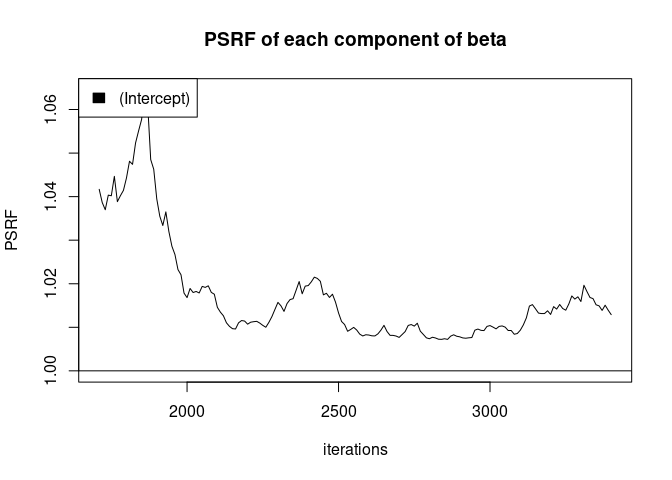 PSRF of each component of beta
(Intercept)
PSRF
1.06
1.04
1.02
1.00
2000
2500
3000
iterations